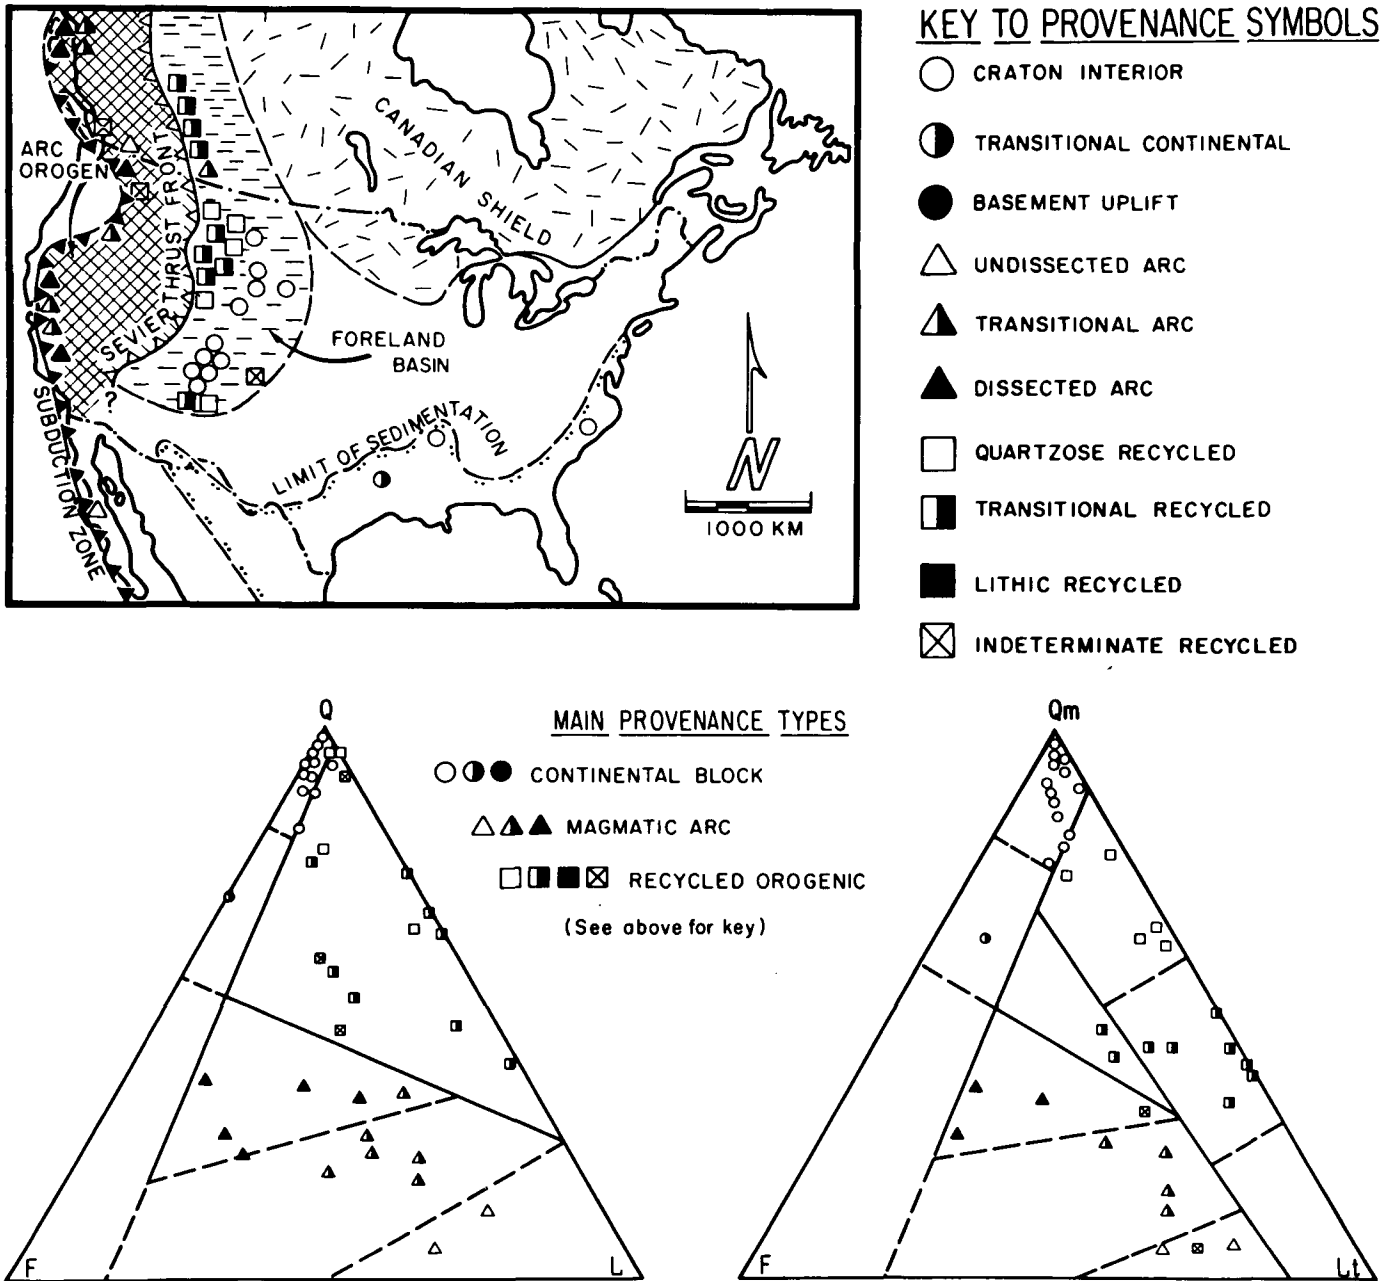 KEY TO PROVENANCE SYMBOLS
CRATON INTERIOR
TRANSITIONAL CONTINENTAL
BASEMENT UPLIFT
UNDISSECTED ARC
TRANSITIONAL ARC
DISSECTED ARC
QUARTZOSE RECYCLED
TRANSITIONAL RECYCLED
LITHIC RECYCLED
INDETERMINATE RECYCLED
ARC
OROGEN
SEVIER THRUST FRONT
CANADIAN SHIELD
FORELAND
BASIN
?
SUBDUCTION ZONE
LIMIT OF SEDIMENTATION
N
1000 KM
MAIN PROVENANCE TYPES
CONTINENTAL BLOCK
MAGMATIC ARC
RECYCLED OROGENIC
(See above for key)
Q
F
L
Qm
F
Lt